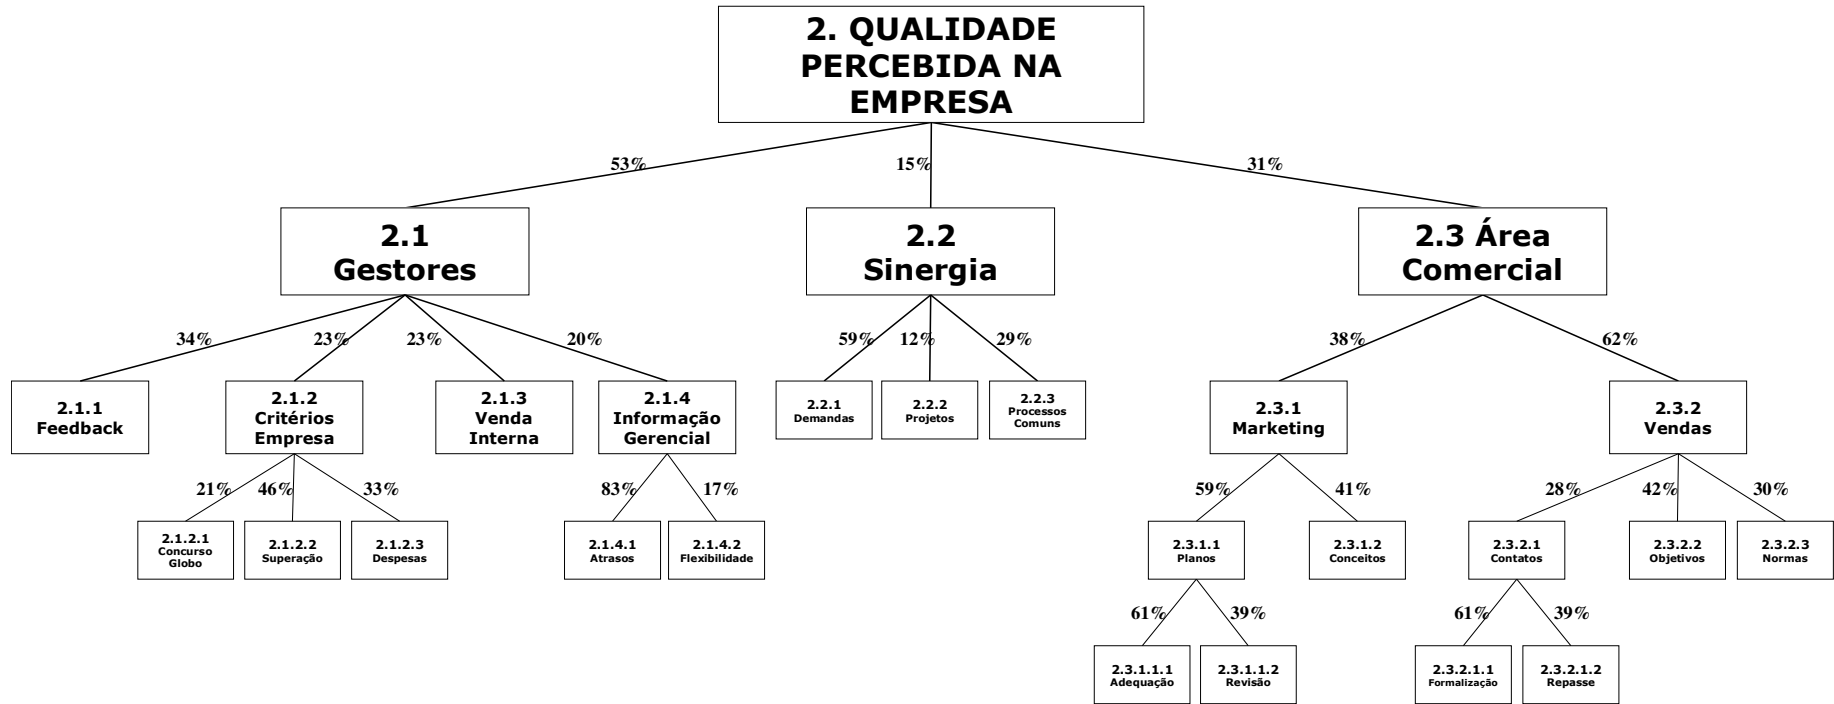 2. QUALIDADE
PERCEBIDA NA
EMPRESA
53%
15%
31%
2.1
Gestores
2.2
Sinergia
2.3 Área
Comercial
34%
23%
23%
20%
59%
12%
29%
38%
62%
2.1.1
Feedback
2.1.2
Critérios
Empresa
2.1.3
Venda
Interna
2.1.4
Informação
Gerencial
2.2.1
Demandas
2.2.2
Projetos
2.2.3
Processos
Comuns
2.3.1
Marketing
2.3.2
Vendas
21%
46%
33%
83%
17%
59%
41%
28%
42%
30%
2.1.2.1
Concurso
Globo
2.1.2.2
Superação
2.1.2.3
Despesas
2.1.4.1
Atrasos
2.1.4.2
Flexibilidade
2.3.1.1
Planos
2.3.1.2
Conceitos
2.3.2.1
Contatos
2.3.2.2
Objetivos
2.3.2.3
Normas
61%
39%
61%
39%
2.3.1.1.1
Adequação
2.3.1.1.2
Revisão
2.3.2.1.1
Formalização
2.3.2.1.2
Repasse